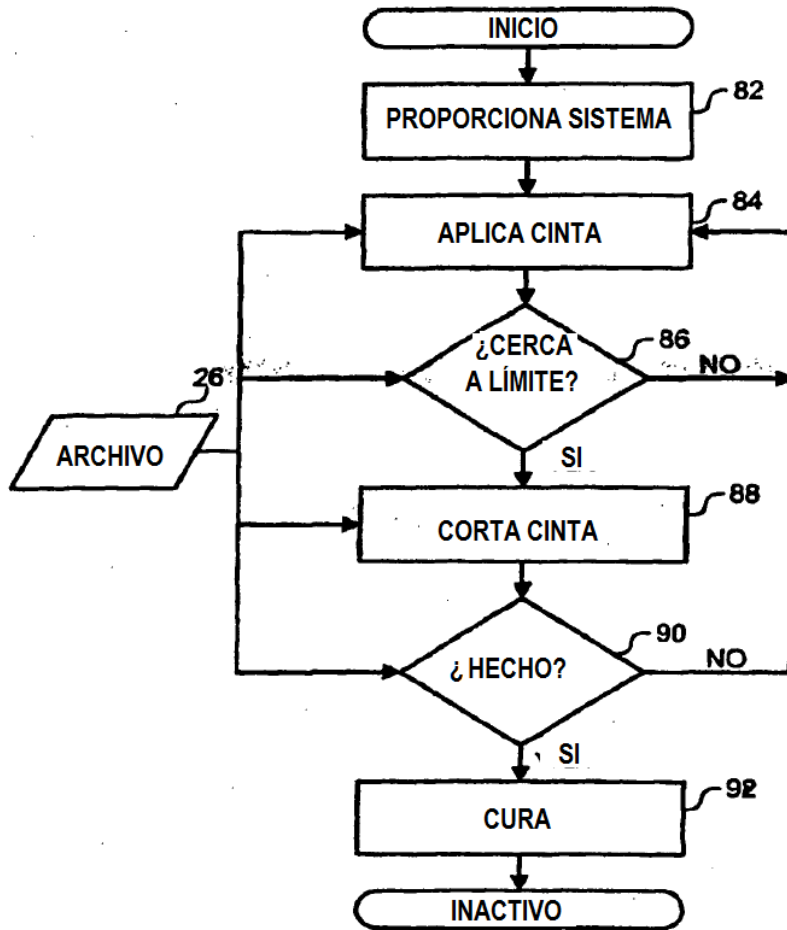 INICIO
82
PROPORCIONA SISTEMA
84
APLICA CINTA
¿CERCA
A LÍMITE?
86
NO
26
ARCHIVO
SI
88
CORTA CINTA
90
¿ HECHO?
NO
SI
92
CURA
INACTIVO